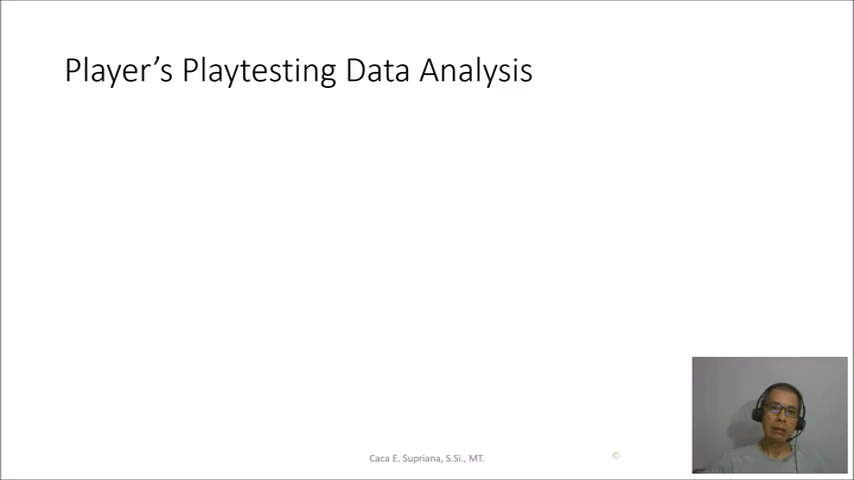 Player’s Playtesting Data Analysis
Caca E. Supriana, S.Si., MT.